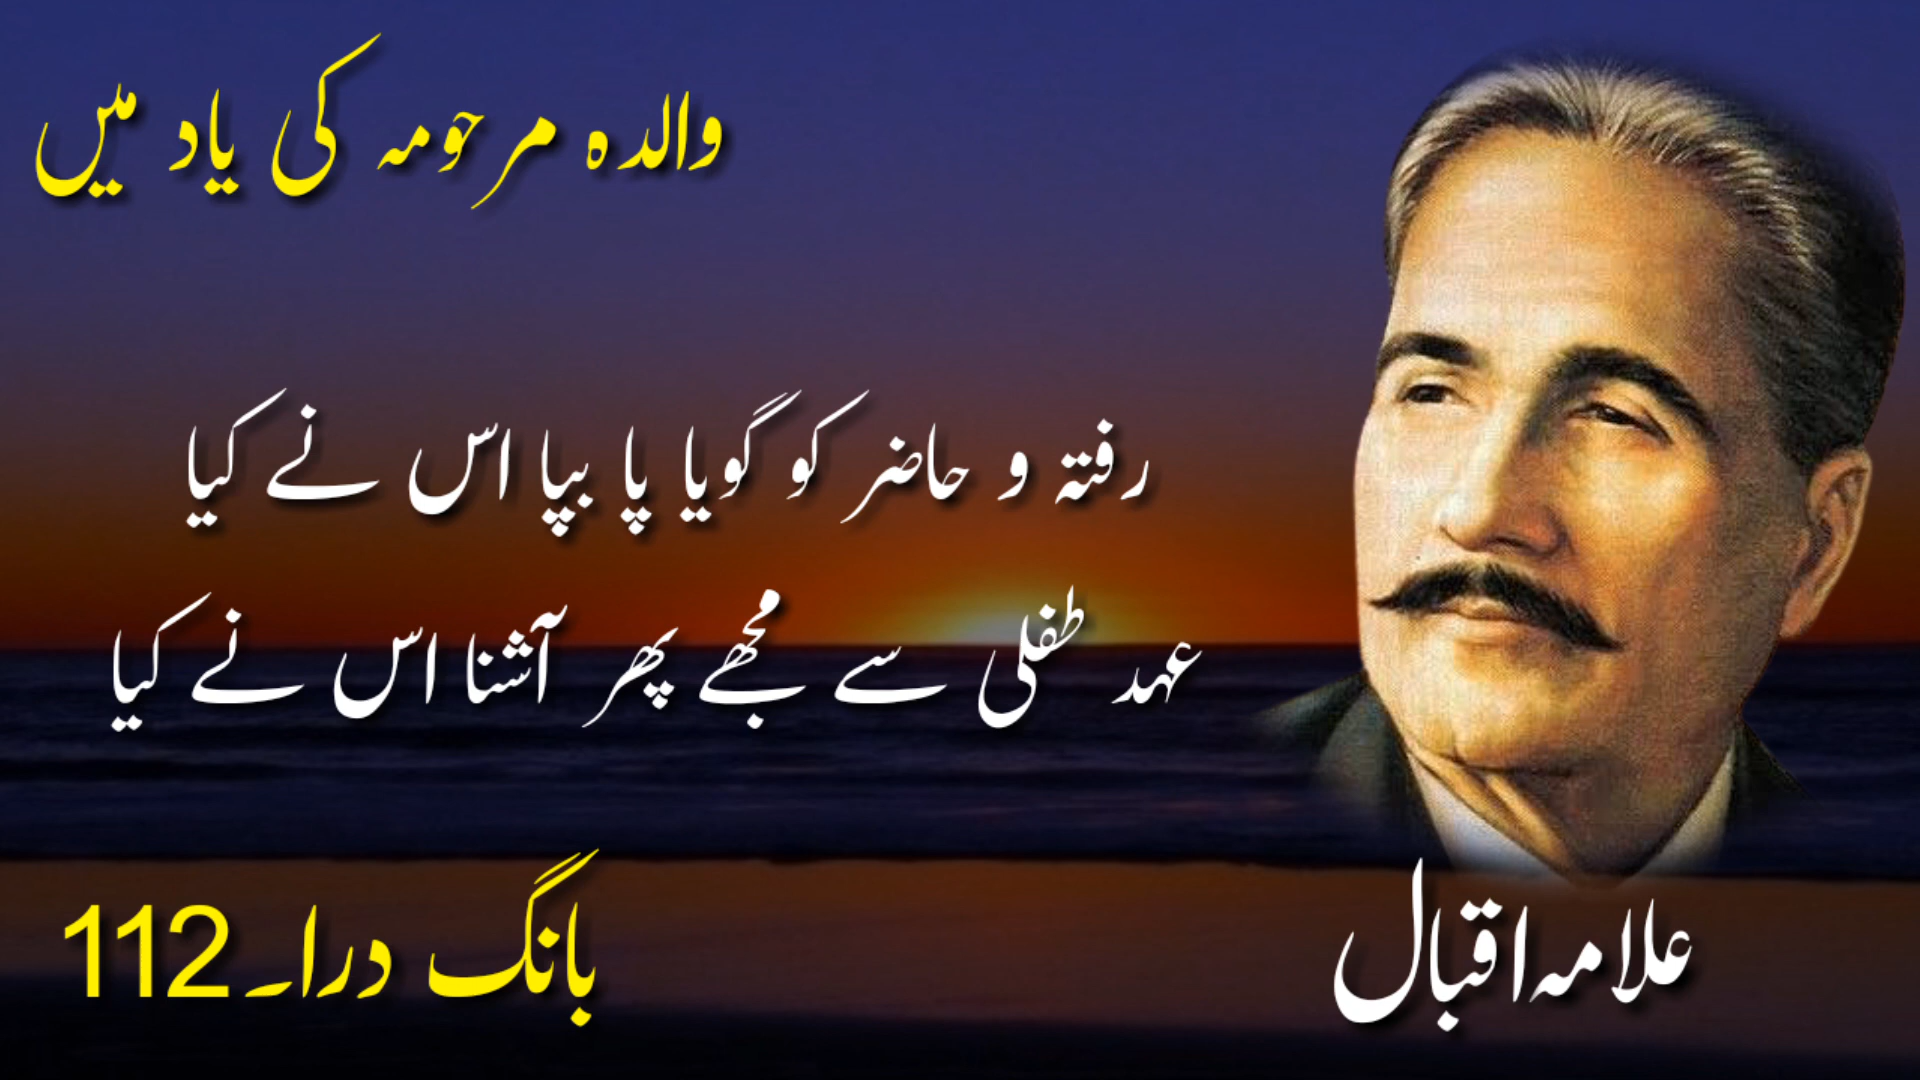 والدہ مرحومہ کی یاد میں
رفتہ و حاضر کو گویا پا بپا اس نے کیا
عہد طفلی سے مجھے پھر آشنا اس نے کیا
علامہ اقبال
بانگ درا۔112